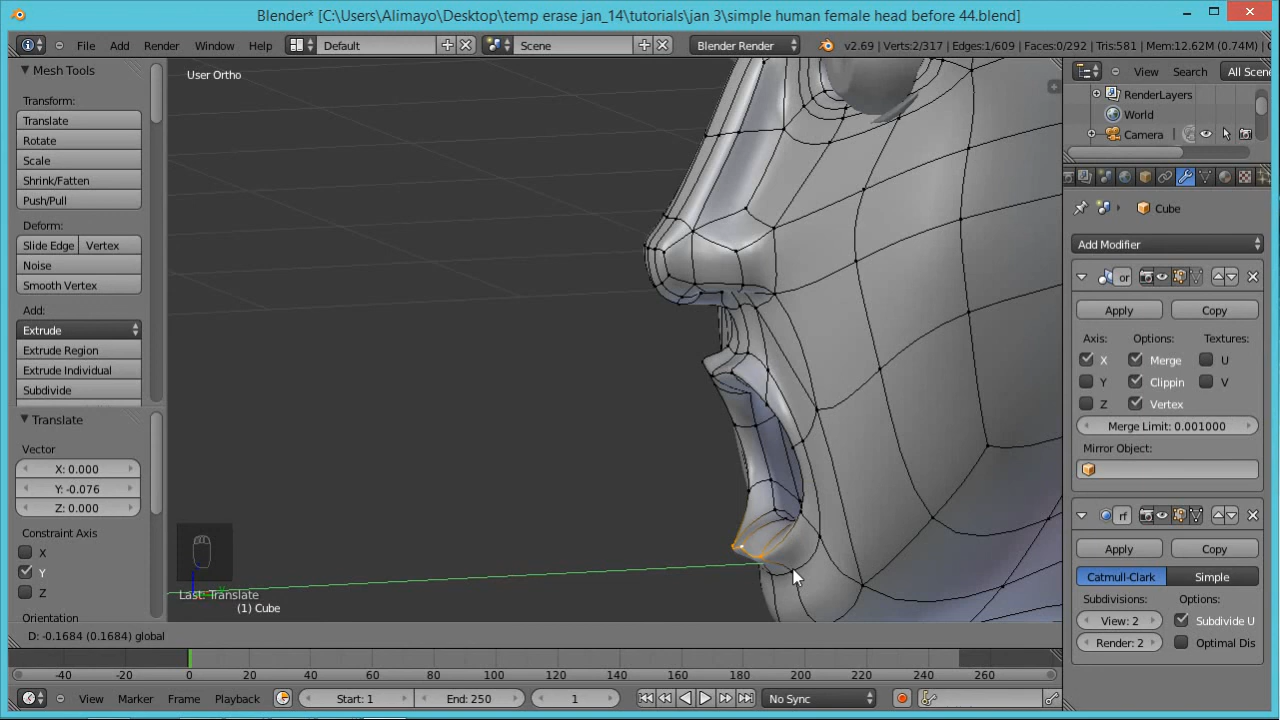 Blender* [C:\Users\Alimayo\Desktop\temp erase jan_14\tutorials\jan 3\simple human female head before 44.blend]
File Add Render Window Help Default Scene Blender Render v2.69 | Verts:2/317 | Edges:1/609 | Faces:0/292 | Tris:581 | Mem:12.62M (0.74M) |
Mesh Tools
Transform:
Translate
Rotate
Scale
Shrink/Fatten
Push/Pull
Deform:
Slide Edge Vertex
Noise
Smooth Vertex
Add:
Extrude
Extrude Region
Extrude Individual
Subdivide
Translate
Vector
X: 0.000
Y: -0.076
Z: 0.000
Constraint Axis
X
Y
Z
Orientation
User Ortho
Last: Translate
(1) Cube
D: -0.1684 (0.1684) global
View Search All Scene
RenderLayers
World
Camera
Cube
Add Modifier
or
Apply Copy
Axis: Options: Textures:
X Merge U
Y Clippin V
Z Vertex
Merge Limit: 0.001000
Mirror Object:
rf
Apply Copy
Catmull-Clark Simple
Subdivisions: Options:
View: 2 Subdivide U
Render: 2 Optimal Dis
-40 -20 0 20 40 60 80 100 120 140 160 180 200 220 240 260
View Marker Frame Playback Start: 1 End: 250 1 No Sync